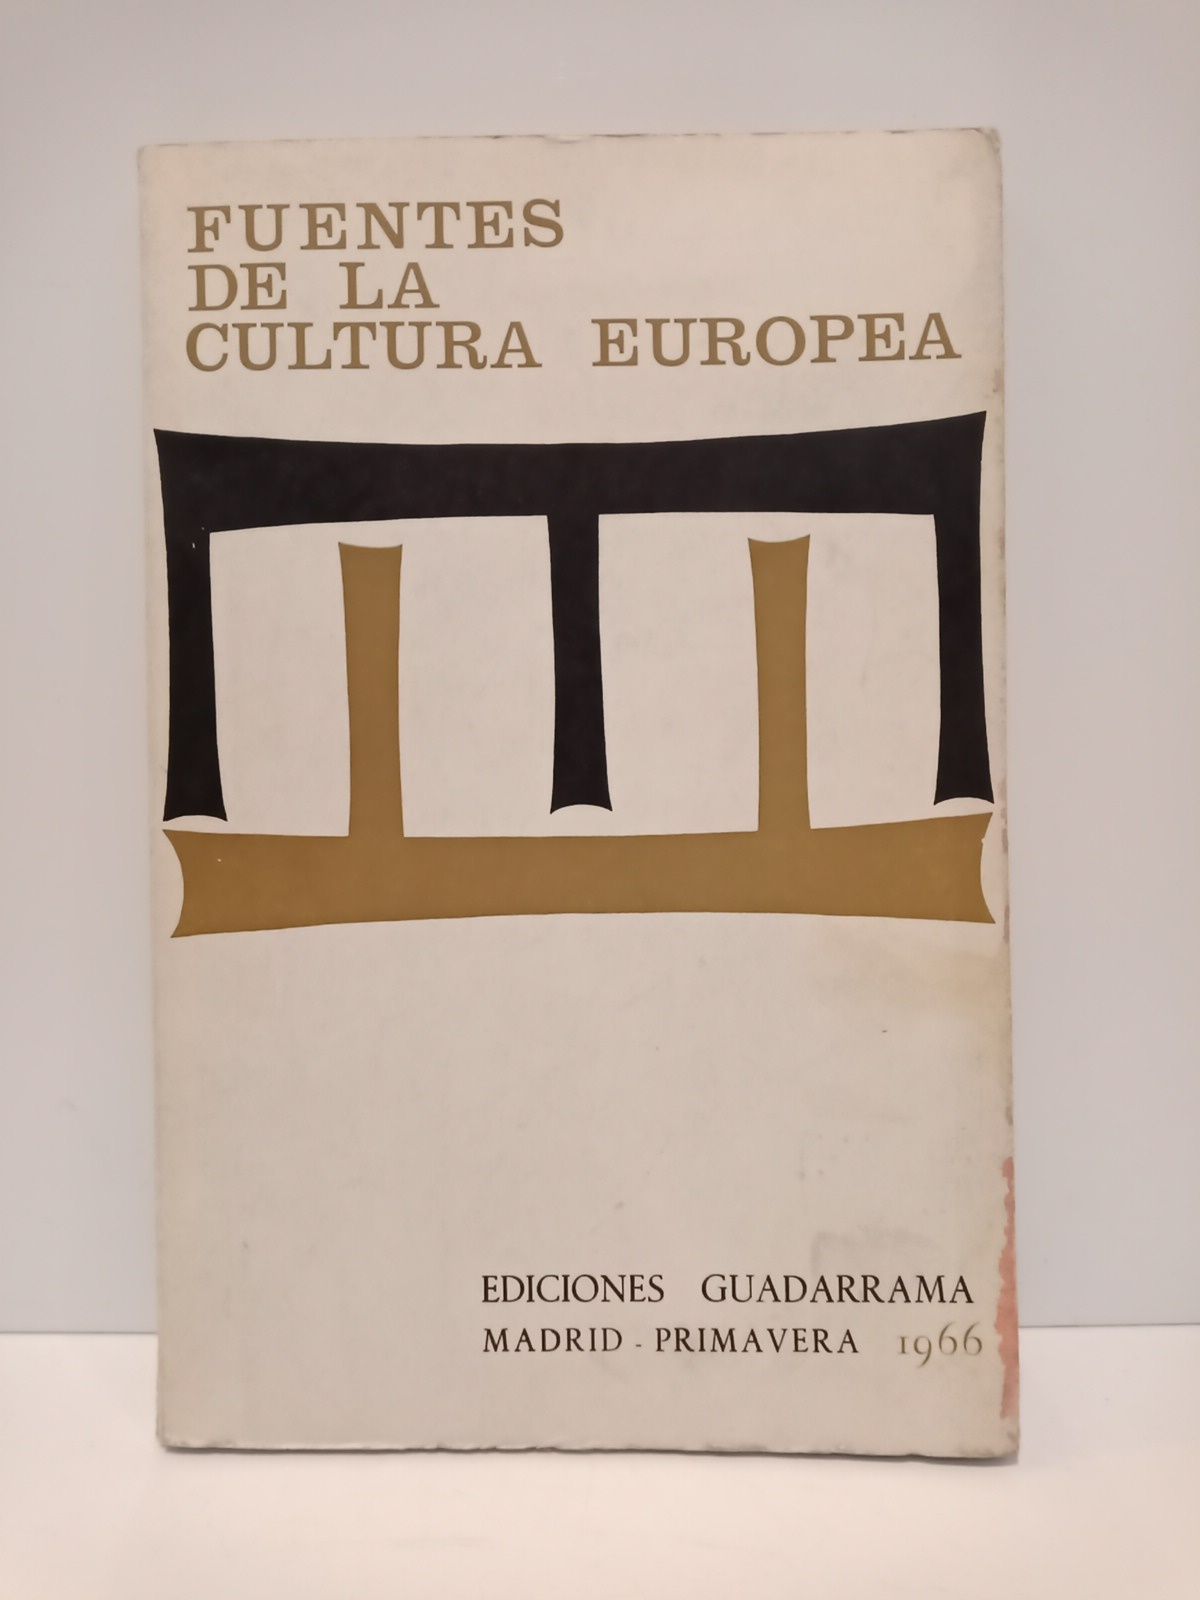 FUENTES
DE LA
CULTURA EUROPEA
EDICIONES GUADARRAMA
MADRID - PRIMAVERA 1966